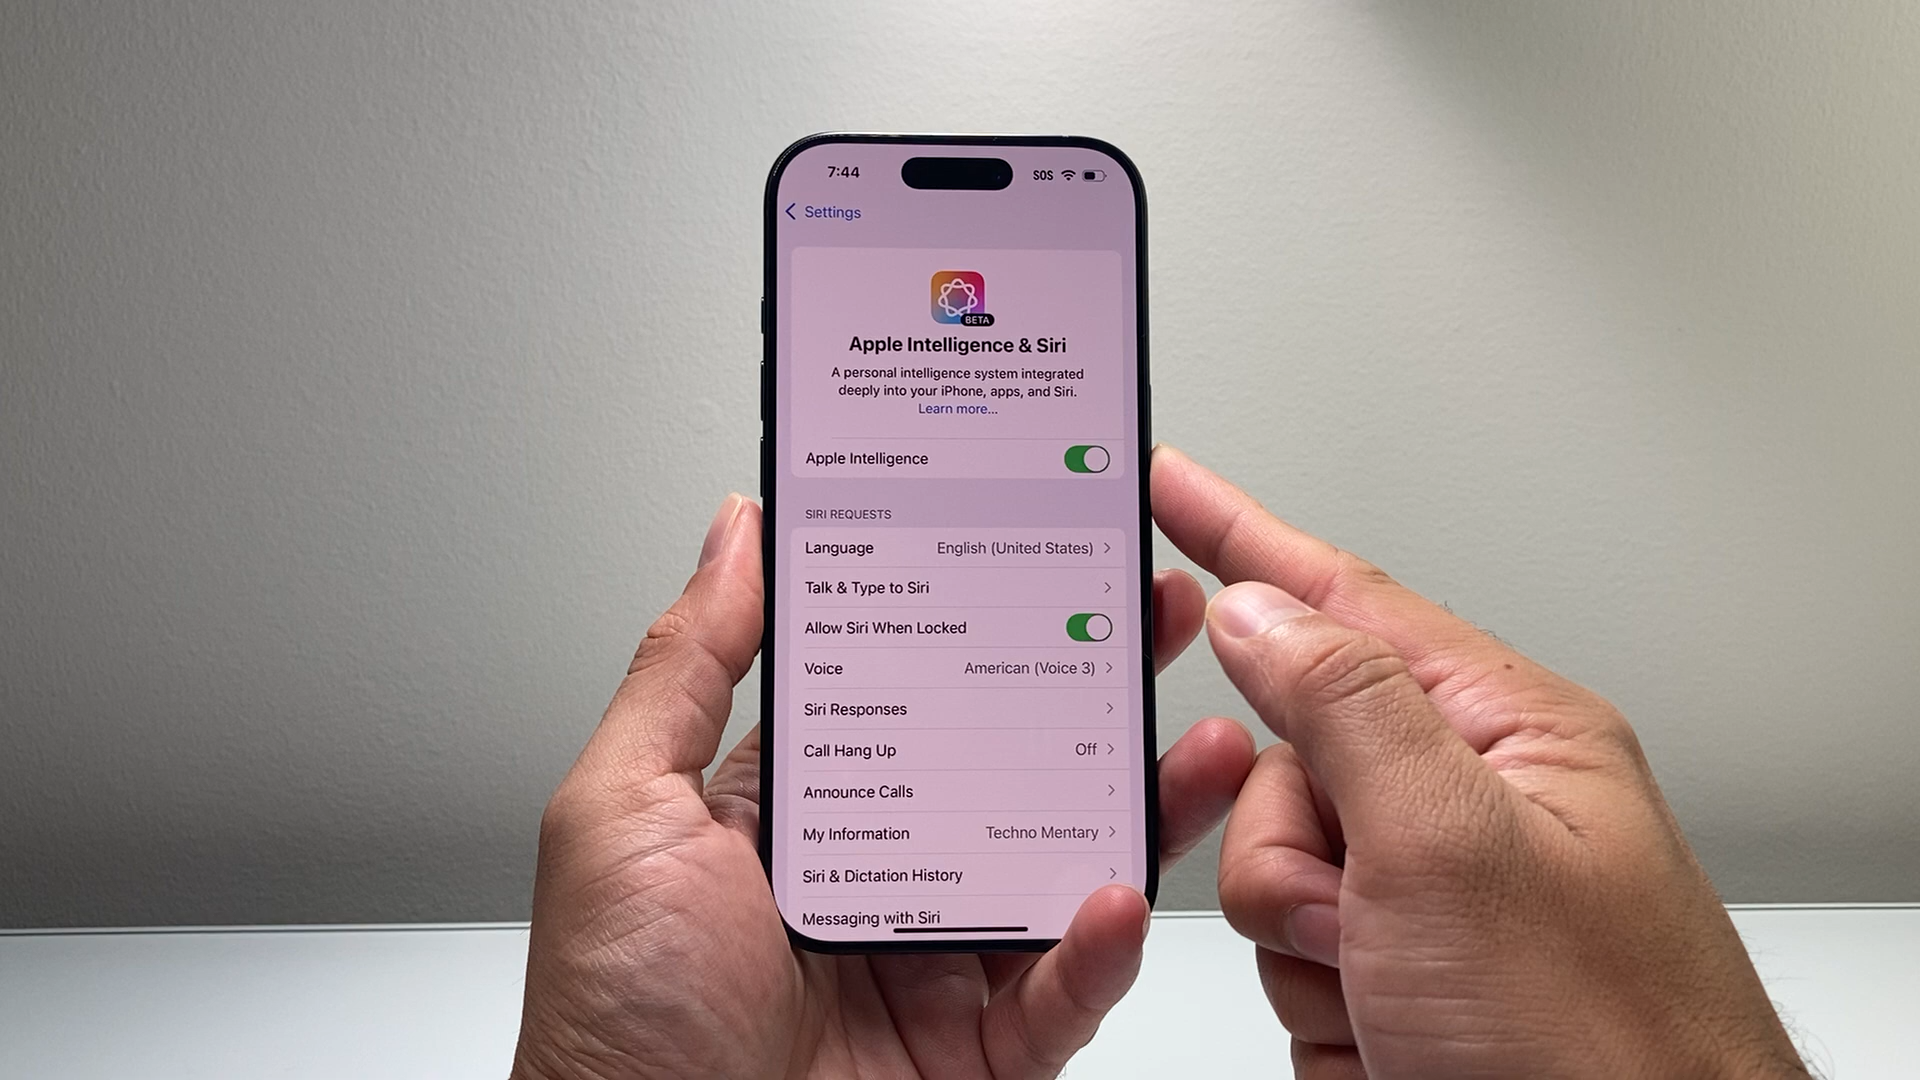 7:44
SOS
Settings
BETA
Apple Intelligence & Siri
A personal intelligence system integrated
deeply into your iPhone, apps, and Siri.
Learn more...
Apple Intelligence
SIRI REQUESTS
Language English (United States)
Talk & Type to Siri
Allow Siri When Locked
Voice American (Voice 3)
Siri Responses
Call Hang Up Off
Announce Calls
My Information Techno Mentary
Siri & Dictation History
Messaging with Siri